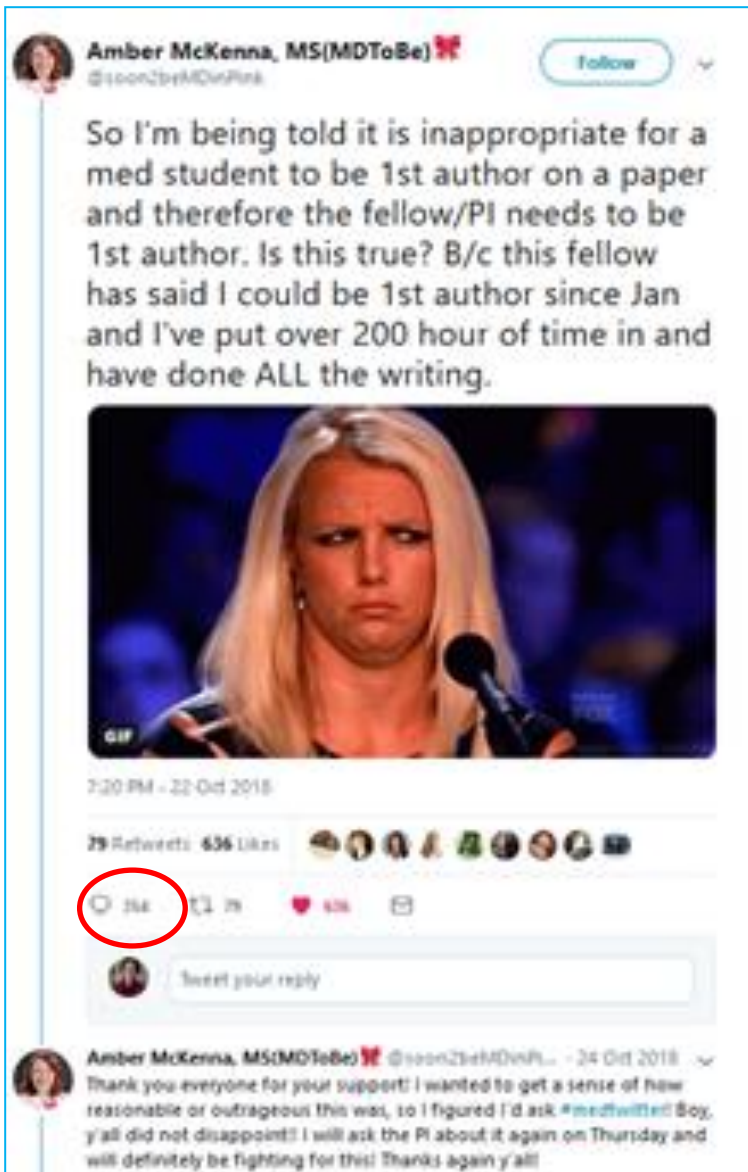 Amber McKenna, MS(MDToBe)
@soon2beMDinPink
Follow
So I'm being told it is inappropriate for a
med student to be 1st author on a paper
and therefore the fellow/PI needs to be
1st author. Is this true? B/c this fellow
has said I could be 1st author since Jan
and I've put over 200 hour of time in and
have done ALL the writing.
GIF
7:20 PM - 22 Oct 2018
79 Retweets 636 Likes
79 636
Tweet your reply
Amber McKenna, MS(MDToBe) - 24 Oct 2018
Thank you everyone for your support! I wanted to get a sense of how
reasonable or outrageous this was, so I figured I'd ask #medtwitter! Boy,
y'all did not disappoint!! I will ask the PI about it again on Thursday and
will definitely be fighting for this! Thanks again y'all!